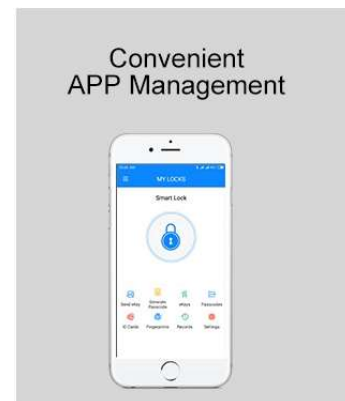 Convenient
APP Management
MY LOCKS
Smart Lock
Send eKey
Generate
Passcode
eKeys
Passcodes
IC Cards
Fingerprints
Records
Settings